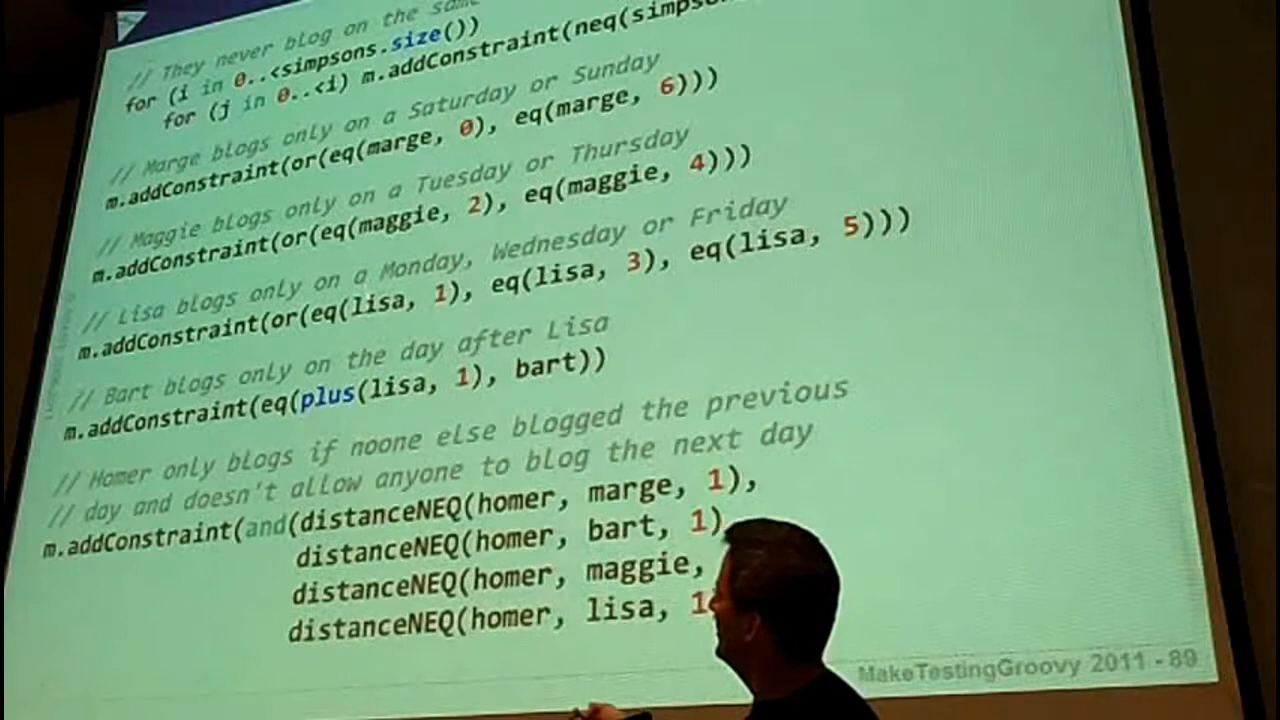 // They never blog on the same
for (i in 0..<simpsons.size())
for (j in 0..<i) m.addConstraint(neq(simpso
// Marge blogs only on a Saturday or Sunday
m.addConstraint(or(eq(marge, 0), eq(marge, 6)))
// Maggie blogs only on a Tuesday or Thursday
m.addConstraint(or(eq(maggie, 2), eq(maggie, 4)))
// Lisa blogs only on a Monday, Wednesday or Friday
m.addConstraint(or(eq(lisa, 1), eq(lisa, 3), eq(lisa, 5)))
// Bart blogs only on the day after Lisa
m.addConstraint(eq(plus(lisa, 1), bart))
// Homer only blogs if noone else blogged the previous
// day and doesn't allow anyone to blog the next day
m.addConstraint(and(distanceNEQ(homer, marge, 1),
distanceNEQ(homer, bart, 1),
distanceNEQ(homer, maggie,
distanceNEQ(homer, lisa, 1
MakeTestingGroovy 2011 - 89